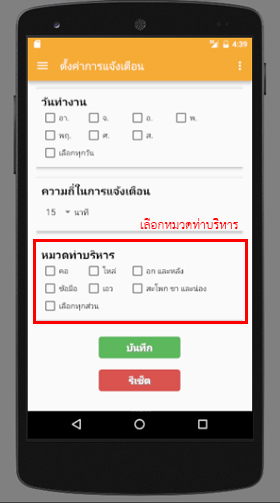 4:39
ตั้งค่าการแจ้งเตือน
วันทำงาน
อา. จ. อ. พ.
พฤ. ศ. ส.
เลือกทุกวัน
ความถี่ในการแจ้งเตือน
15 นาที
เลือกหมวดท่าบริหาร
หมวดท่าบริหาร
คอ ไหล่ อก และหลัง
ข้อมือ เอว สะโพก ขา และน่อง
เลือกทุกส่วน
บันทึก
รีเซ็ต